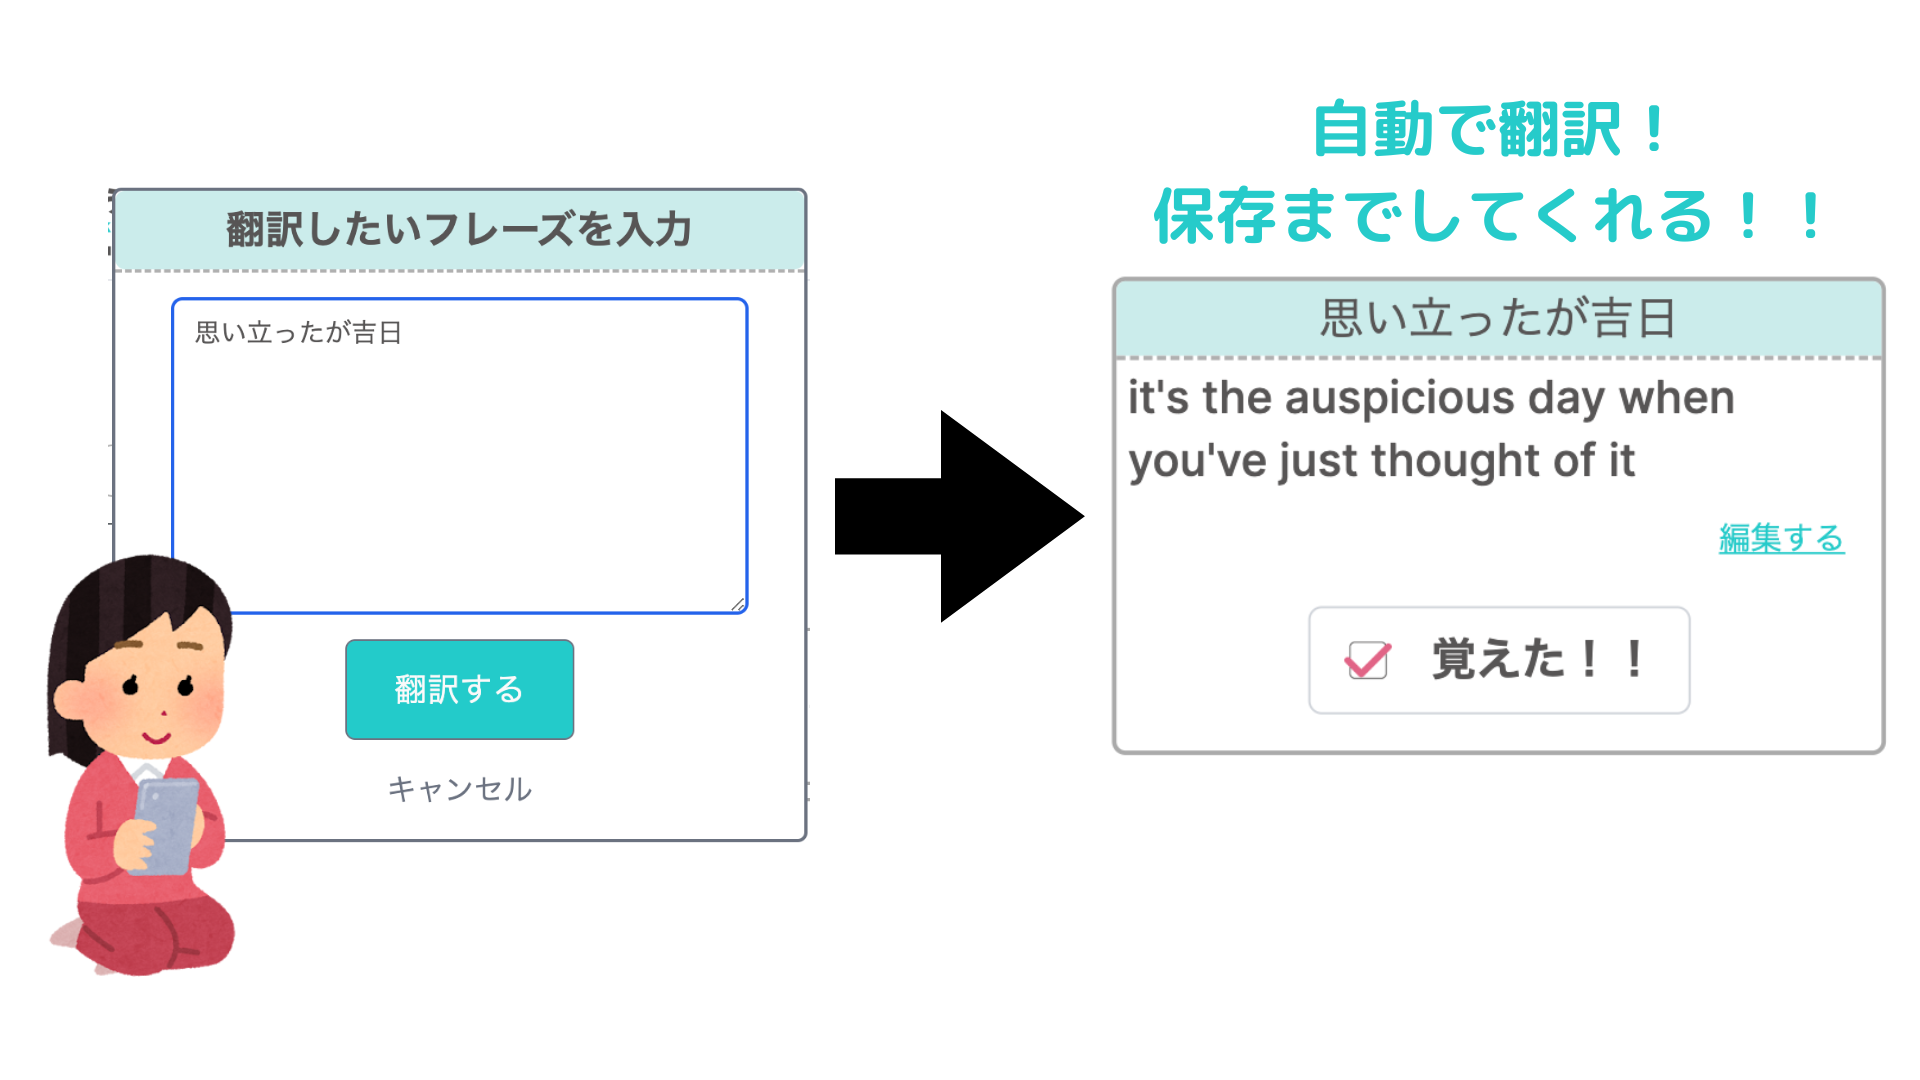 翻訳したいフレーズを入力
思い立ったが吉日
翻訳する
キャンセル
自動で翻訳！
保存までしてくれる！！
思い立ったが吉日
it's the auspicious day when
you've just thought of it
編集する
覚えた！！